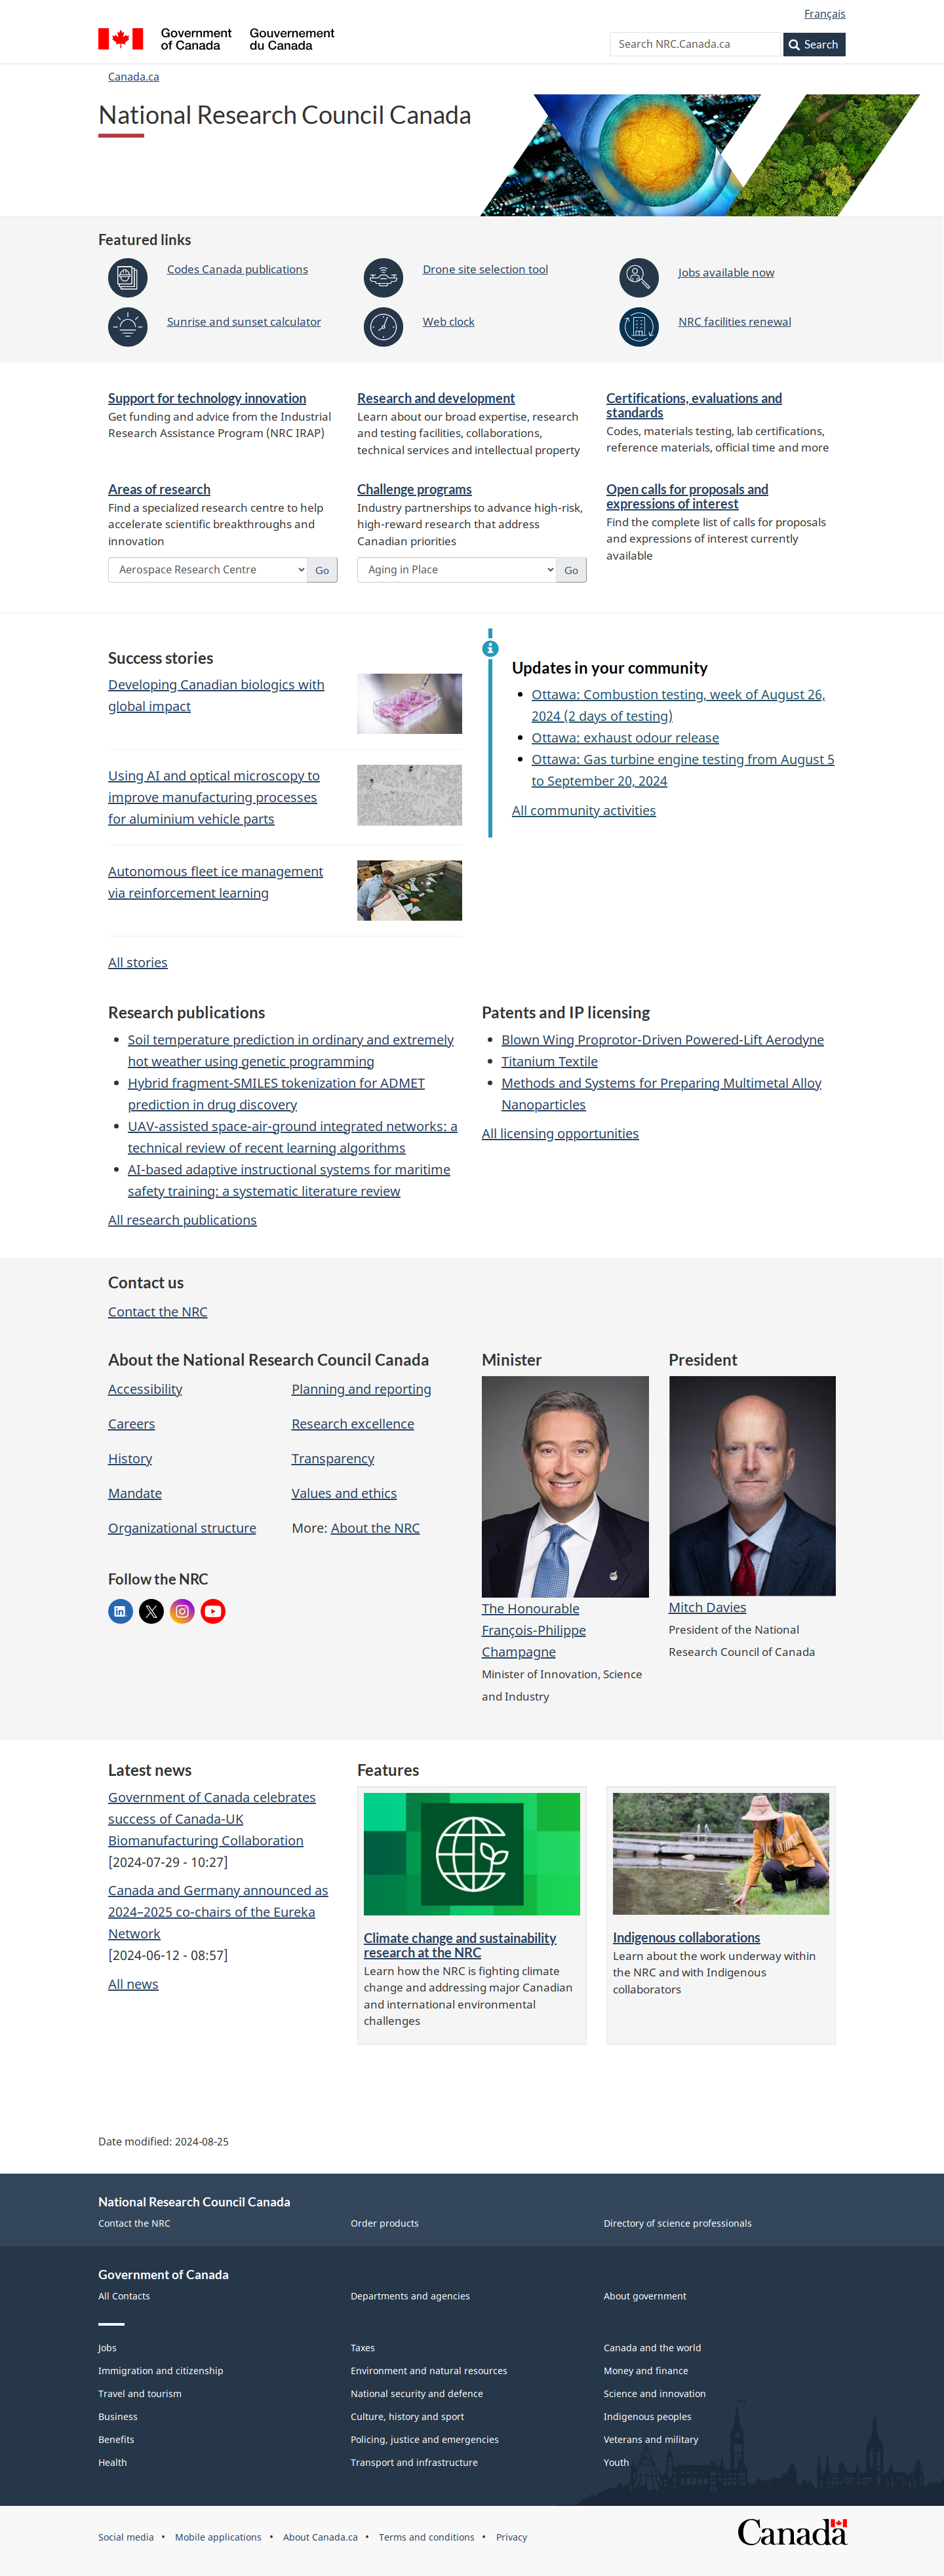 Français
Government of Canada
Gouvernement du Canada
Search NRC.Canada.ca
Search
Canada.ca
National Research Council Canada
Featured links
Codes Canada publications
Drone site selection tool
Jobs available now
Sunrise and sunset calculator
Web clock
NRC facilities renewal
Support for technology innovation
Get funding and advice from the Industrial
Research Assistance Program (NRC IRAP)
Research and development
Learn about our broad expertise, research
and testing facilities, collaborations,
technical services and intellectual property
Certifications, evaluations and
standards
Codes, materials testing, lab certifications,
reference materials, official time and more
Areas of research
Find a specialized research centre to help
accelerate scientific breakthroughs and
innovation
Aerospace Research Centre
Go
Challenge programs
Industry partnerships to advance high-risk,
high-reward research that address
Canadian priorities
Aging in Place
Go
Open calls for proposals and
expressions of interest
Find the complete list of calls for proposals
and expressions of interest currently
available
Success stories
Developing Canadian biologics with
global impact
Using AI and optical microscopy to
improve manufacturing processes
for aluminium vehicle parts
Autonomous fleet ice management
via reinforcement learning
All stories
Updates in your community
Ottawa: Combustion testing, week of August 26,
2024 (2 days of testing)
Ottawa: exhaust odour release
Ottawa: Gas turbine engine testing from August 5
to September 20, 2024
All community activities
Research publications
Soil temperature prediction in ordinary and extremely
hot weather using genetic programming
Hybrid fragment-SMILES tokenization for ADMET
prediction in drug discovery
UAV-assisted space-air-ground integrated networks: a
technical review of recent learning algorithms
AI-based adaptive instructional systems for maritime
safety training: a systematic literature review
All research publications
Patents and IP licensing
Blown Wing Proprotor-Driven Powered-Lift Aerodyne
Titanium Textile
Methods and Systems for Preparing Multimetal Alloy
Nanoparticles
All licensing opportunities
Contact us
Contact the NRC
About the National Research Council Canada
Accessibility
Planning and reporting
Careers
Research excellence
History
Transparency
Mandate
Values and ethics
Organizational structure
More: About the NRC
Follow the NRC
Minister
The Honourable
François-Philippe
Champagne
Minister of Innovation, Science
and Industry
President
Mitch Davies
President of the National
Research Council of Canada
Latest news
Government of Canada celebrates
success of Canada-UK
Biomanufacturing Collaboration
[2024-07-29 - 10:27]
Canada and Germany announced as
2024–2025 co-chairs of the Eureka
Network
[2024-06-12 - 08:57]
All news
Features
Climate change and sustainability
research at the NRC
Learn how the NRC is fighting climate
change and addressing major Canadian
and international environmental
challenges
Indigenous collaborations
Learn about the work underway within
the NRC and with Indigenous
collaborators
Date modified: 2024-08-25
National Research Council Canada
Contact the NRC
Order products
Directory of science professionals
Government of Canada
All Contacts
Departments and agencies
About government
Jobs
Taxes
Canada and the world
Immigration and citizenship
Environment and natural resources
Money and finance
Travel and tourism
National security and defence
Science and innovation
Business
Culture, history and sport
Indigenous peoples
Benefits
Policing, justice and emergencies
Veterans and military
Health
Transport and infrastructure
Youth
Social media • Mobile applications • About Canada.ca • Terms and conditions • Privacy
Canada